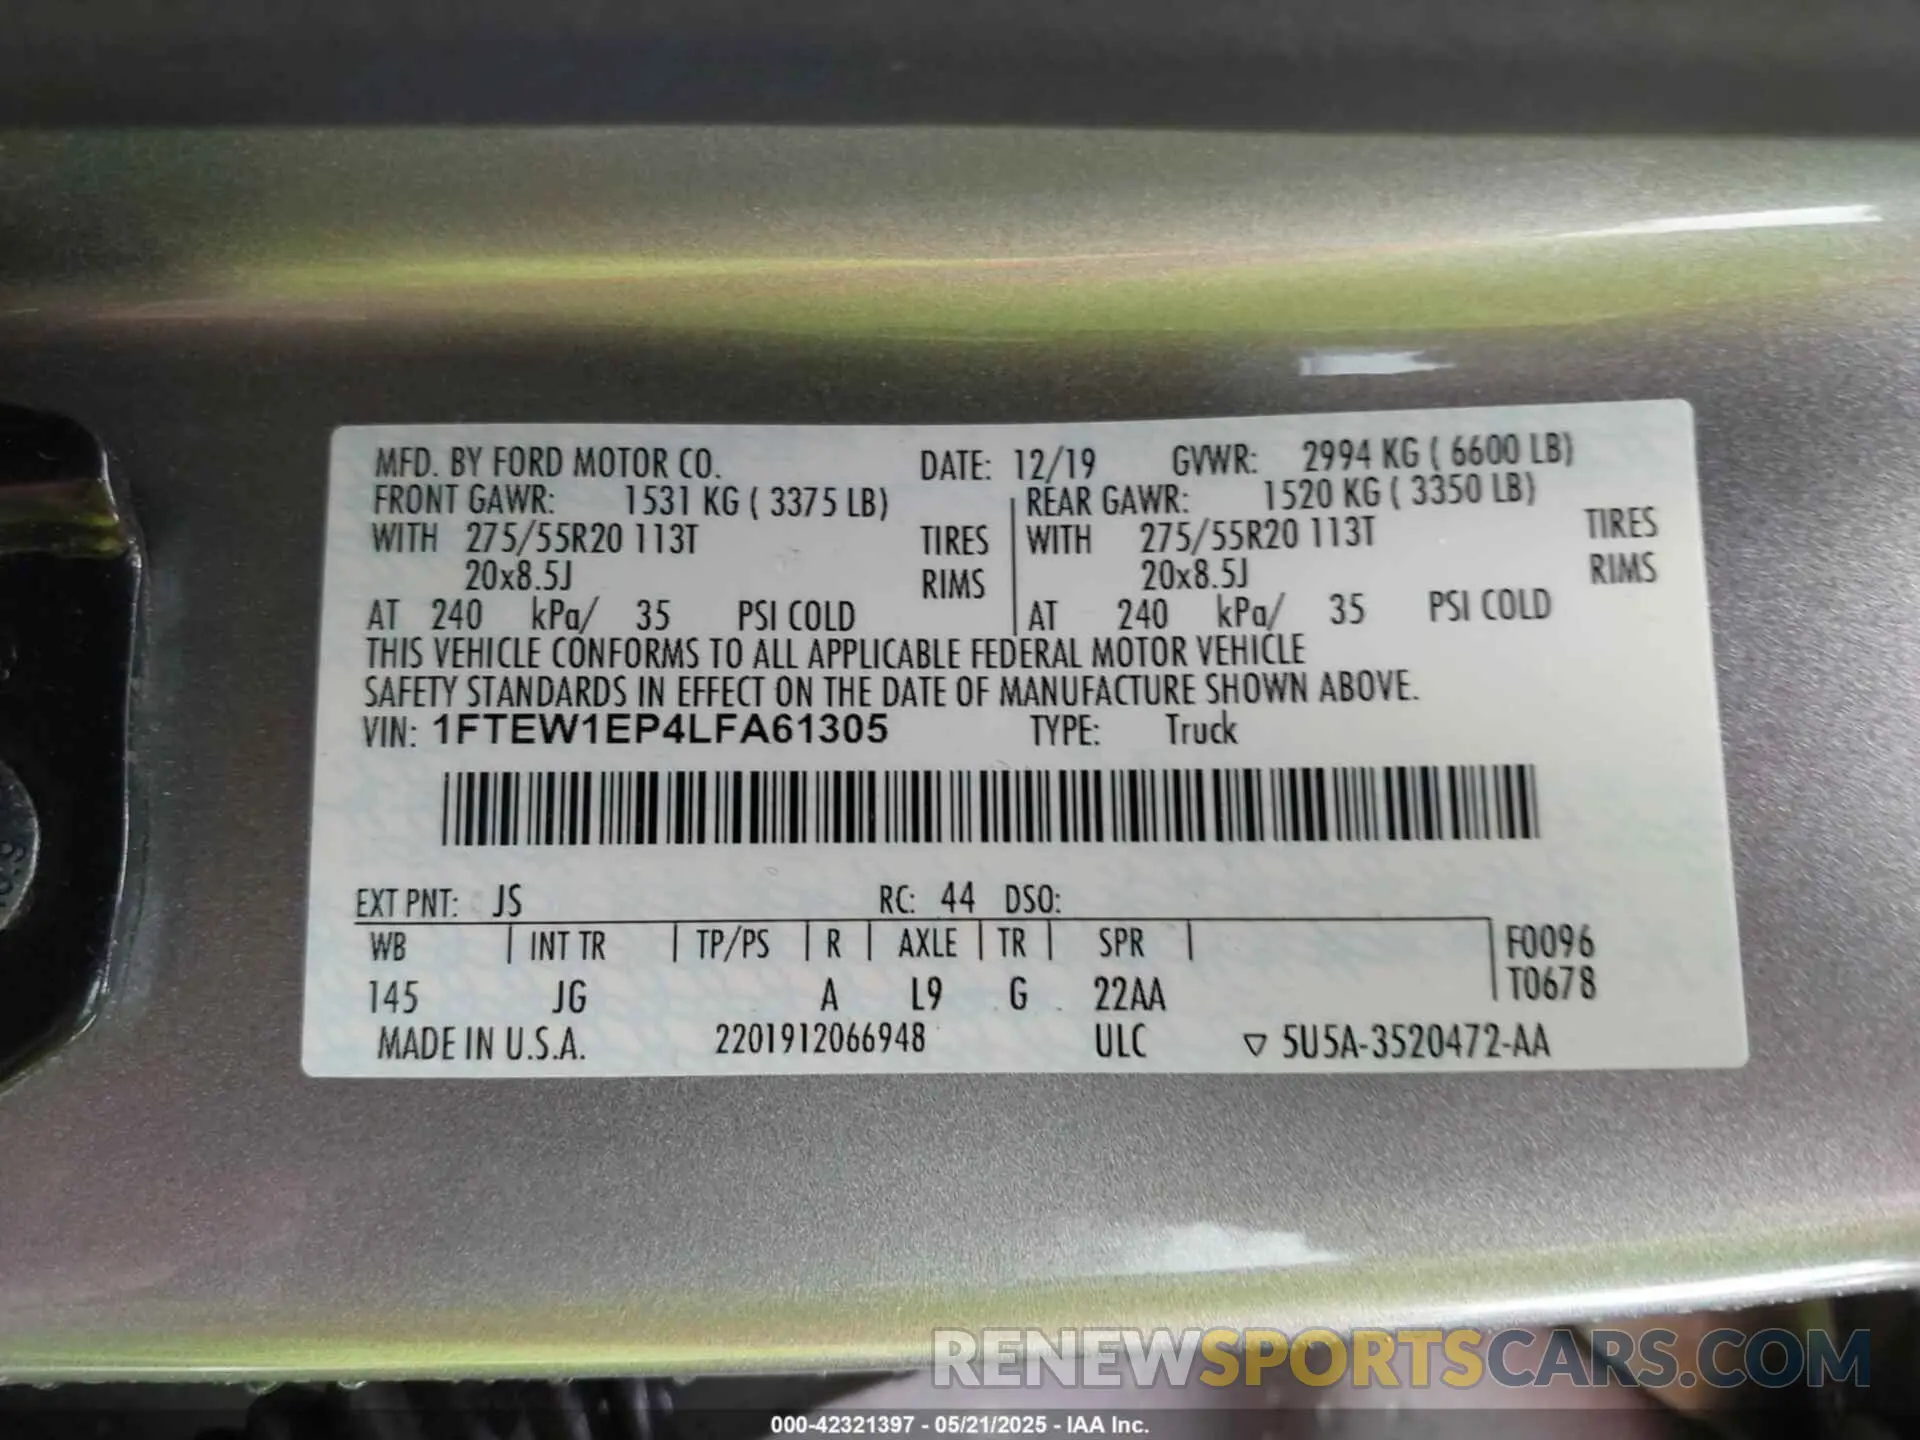 MFD. BY FORD MOTOR CO. DATE: 12/19 GVWR: 2994 KG ( 6600 LB)
FRONT GAWR: 1531 KG ( 3375 LB) REAR GAWR: 1520 KG ( 3350 LB)
WITH 275/55R20 113T TIRES WITH 275/55R20 113T TIRES
20x8.5J RIMS 20x8.5J RIMS
AT 240 kPa/ 35 PSI COLD AT 240 kPa/ 35 PSI COLD
THIS VEHICLE CONFORMS TO ALL APPLICABLE FEDERAL MOTOR VEHICLE
SAFETY STANDARDS IN EFFECT ON THE DATE OF MANUFACTURE SHOWN ABOVE.
VIN: 1FTEW1EP4LFA61305 TYPE: Truck
EXT PNT: JS RC: 44 DSO:
WB INT TR TP/PS R AXLE TR SPR F0096
145 JG A L9 G 22AA T0678
MADE IN U.S.A. 2201912066948 ULC ▽ 5U5A-3520472-AA
RENEWSPORTSCARS.COM
000-42321397 - 05/21/2025 - IAA Inc.